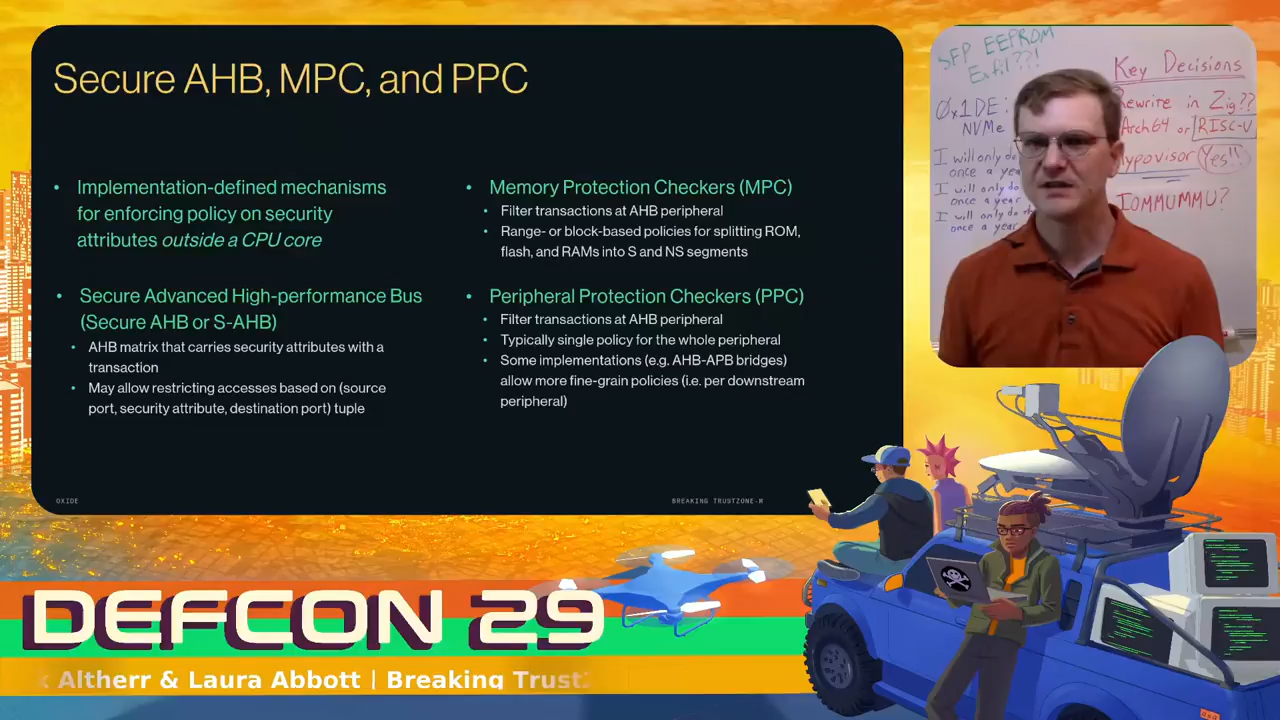 Secure AHB, MPC, and PPC
• Implementation-defined mechanisms
for enforcing policy on security
attributes outside a CPU core
• Secure Advanced High-performance Bus
(Secure AHB or S-AHB)
• AHB matrix that carries security attributes with a
transaction
• May allow restricting accesses based on (source
port, security attribute, destination port) tuple
• Memory Protection Checkers (MPC)
• Filter transactions at AHB peripheral
• Range- or block-based policies for splitting ROM,
flash, and RAMs into S and NS segments
• Peripheral Protection Checkers (PPC)
• Filter transactions at AHB peripheral
• Typically single policy for the whole peripheral
• Some implementations (e.g. AHB-APB bridges)
allow more fine-grain policies (i.e. per downstream
peripheral)
OXIDE
BREAKING TRUSTZONE-M
SFP EEPROM
Exfil??!
0x1DE:
NVMe
I will only do
once a year
I will only do
once a year
I will only do
once a year
Key Decisions
Rewrite in Zig??
Arch64 or RISC-V
Hypovisor Yes!!
IOMMUMMU?
DEFCON 29
x Altherr & Laura Abbott | Breaking Trust